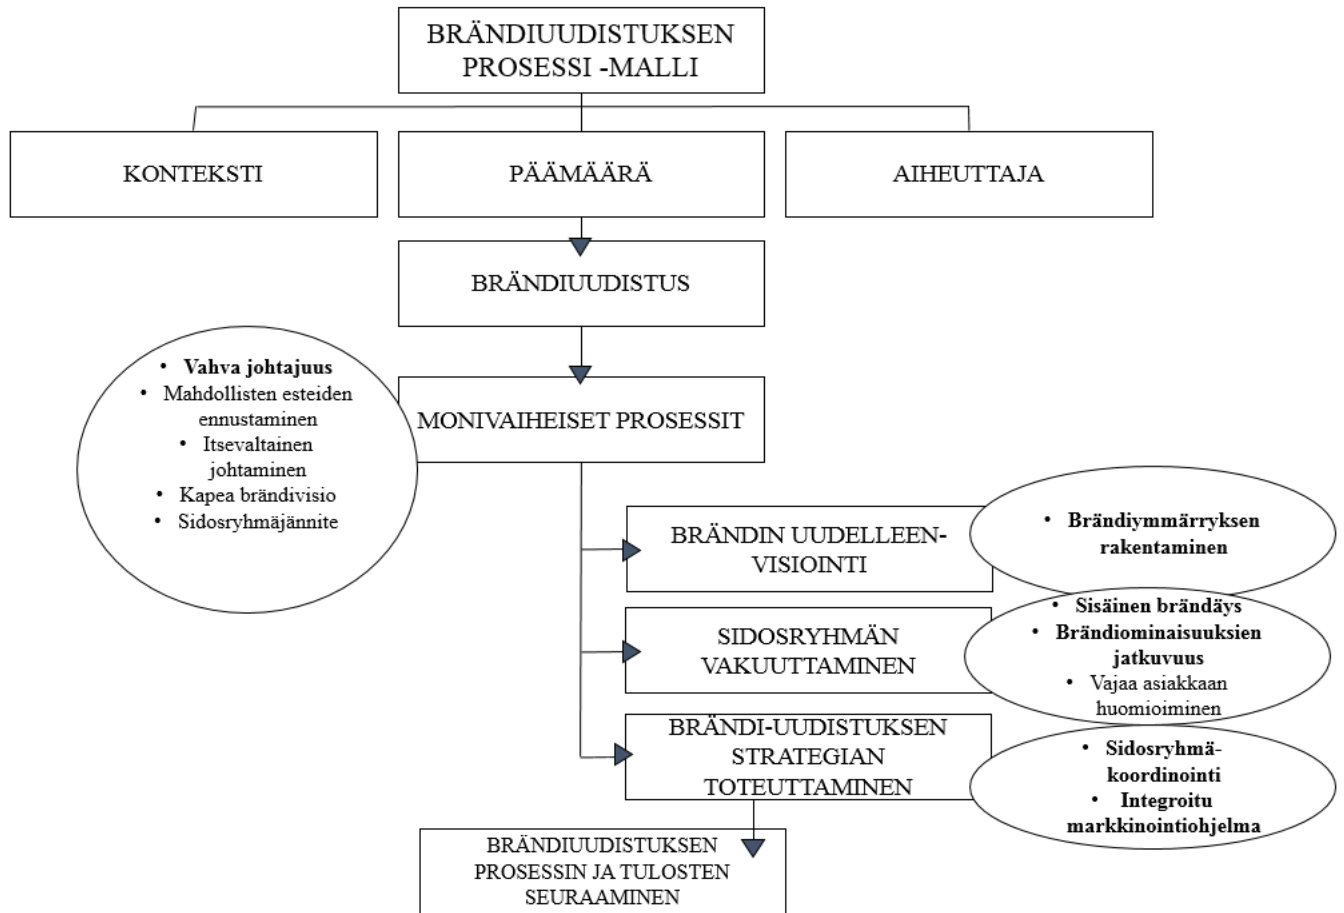 BRÄNDIUUDISTUKSEN
PROSESSI -MALLI
KONTEKSTI
PÄÄMÄÄRÄ
AIHEUTTAJA
BRÄNDIUUDISTUS
• Vahva johtajuus
• Mahdollisten esteiden
ennustaminen
• Itsevaltainen
johtaminen
• Kapea brändivisio
• Sidosryhmäjännite
MONIVAIHEISET PROSESSIT
BRÄNDIN UUDELLEEN-
VISIOINTI
• Brändiymmärryksen
rakentaminen
SIDOSRYHMÄN
VAKUUTTAMINEN
• Sisäinen brändäys
• Brändiominaisuuksien
jatkuvuus
• Vajaa asiakkaan
huomioiminen
BRÄNDI-UUDISTUKSEN
STRATEGIAN
TOTEUTTAMINEN
• Sidosryhmä-
koordinointi
• Integroitu
markkinointiohjelma
BRÄNDIUUDISTUKSEN
PROSESSIN JA TULOSTEN
SEURAAMINEN